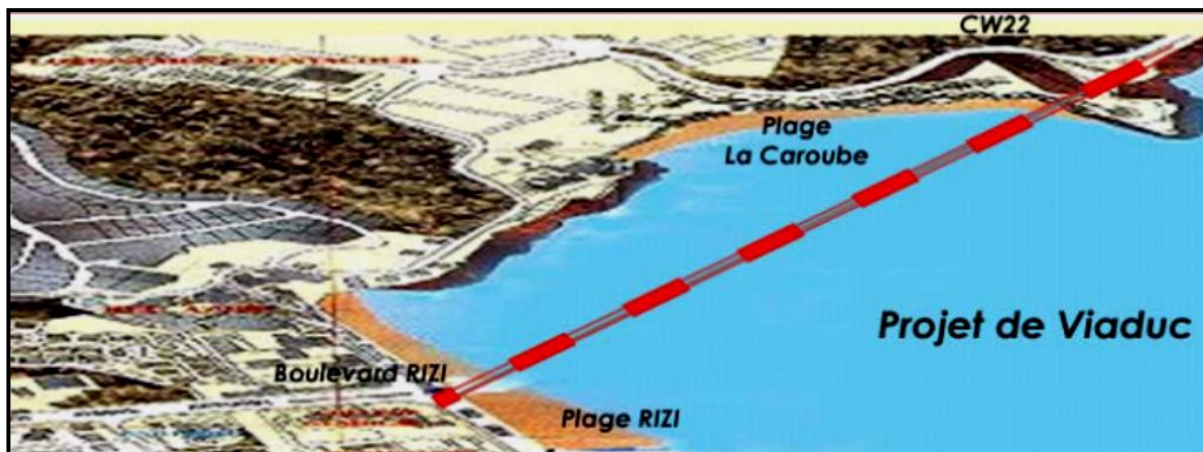 CW22
Plage
La Caroube
Projet de Viaduc
Boulevard RIZI
Plage RIZI